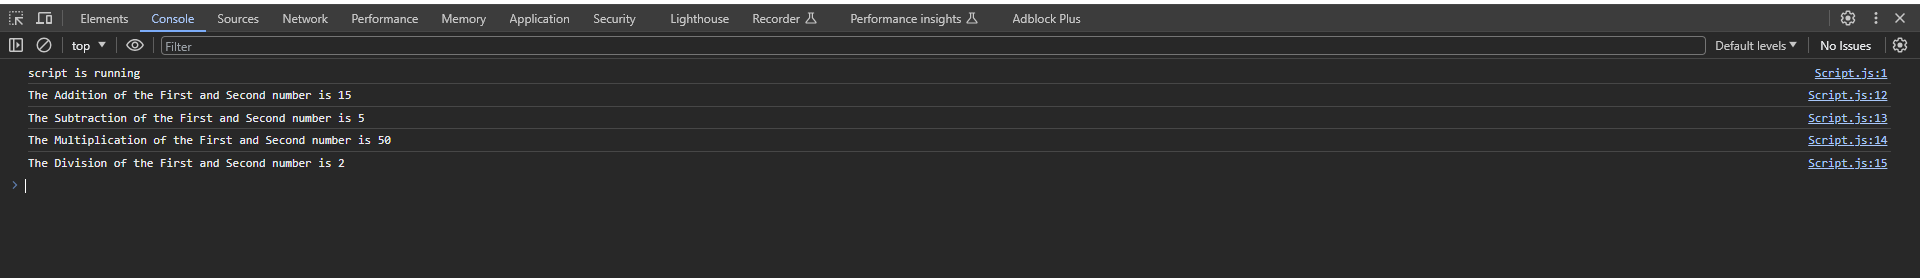 Elements Console Sources Network Performance Memory Application Security Lighthouse Recorder Performance insights Adblock Plus
top Filter Default levels No Issues
script is running Script.js:1
The Addition of the First and Second number is 15 Script.js:12
The Subtraction of the First and Second number is 5 Script.js:13
The Multiplication of the First and Second number is 50 Script.js:14
The Division of the First and Second number is 2 Script.js:15